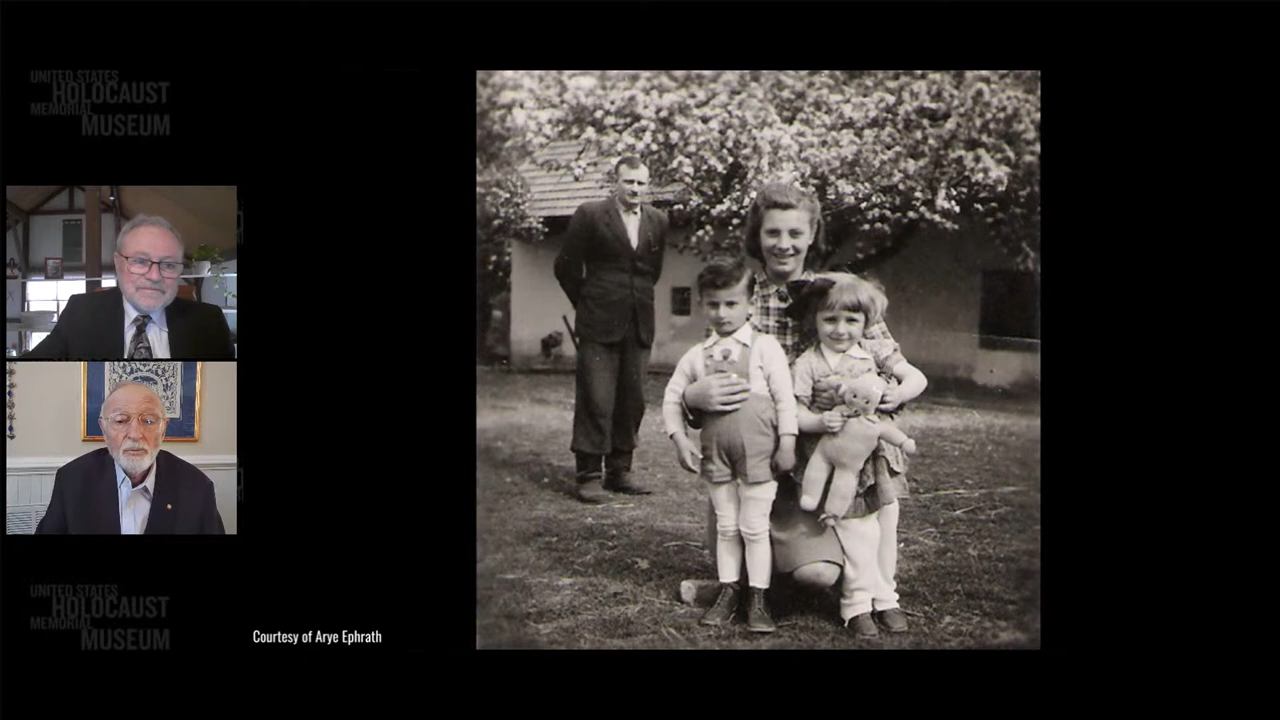 UNITED STATES
HOLOCAUST
MEMORIAL
MUSEUM
UNITED STATES
HOLOCAUST
MEMORIAL
MUSEUM
Courtesy of Arye Ephrath